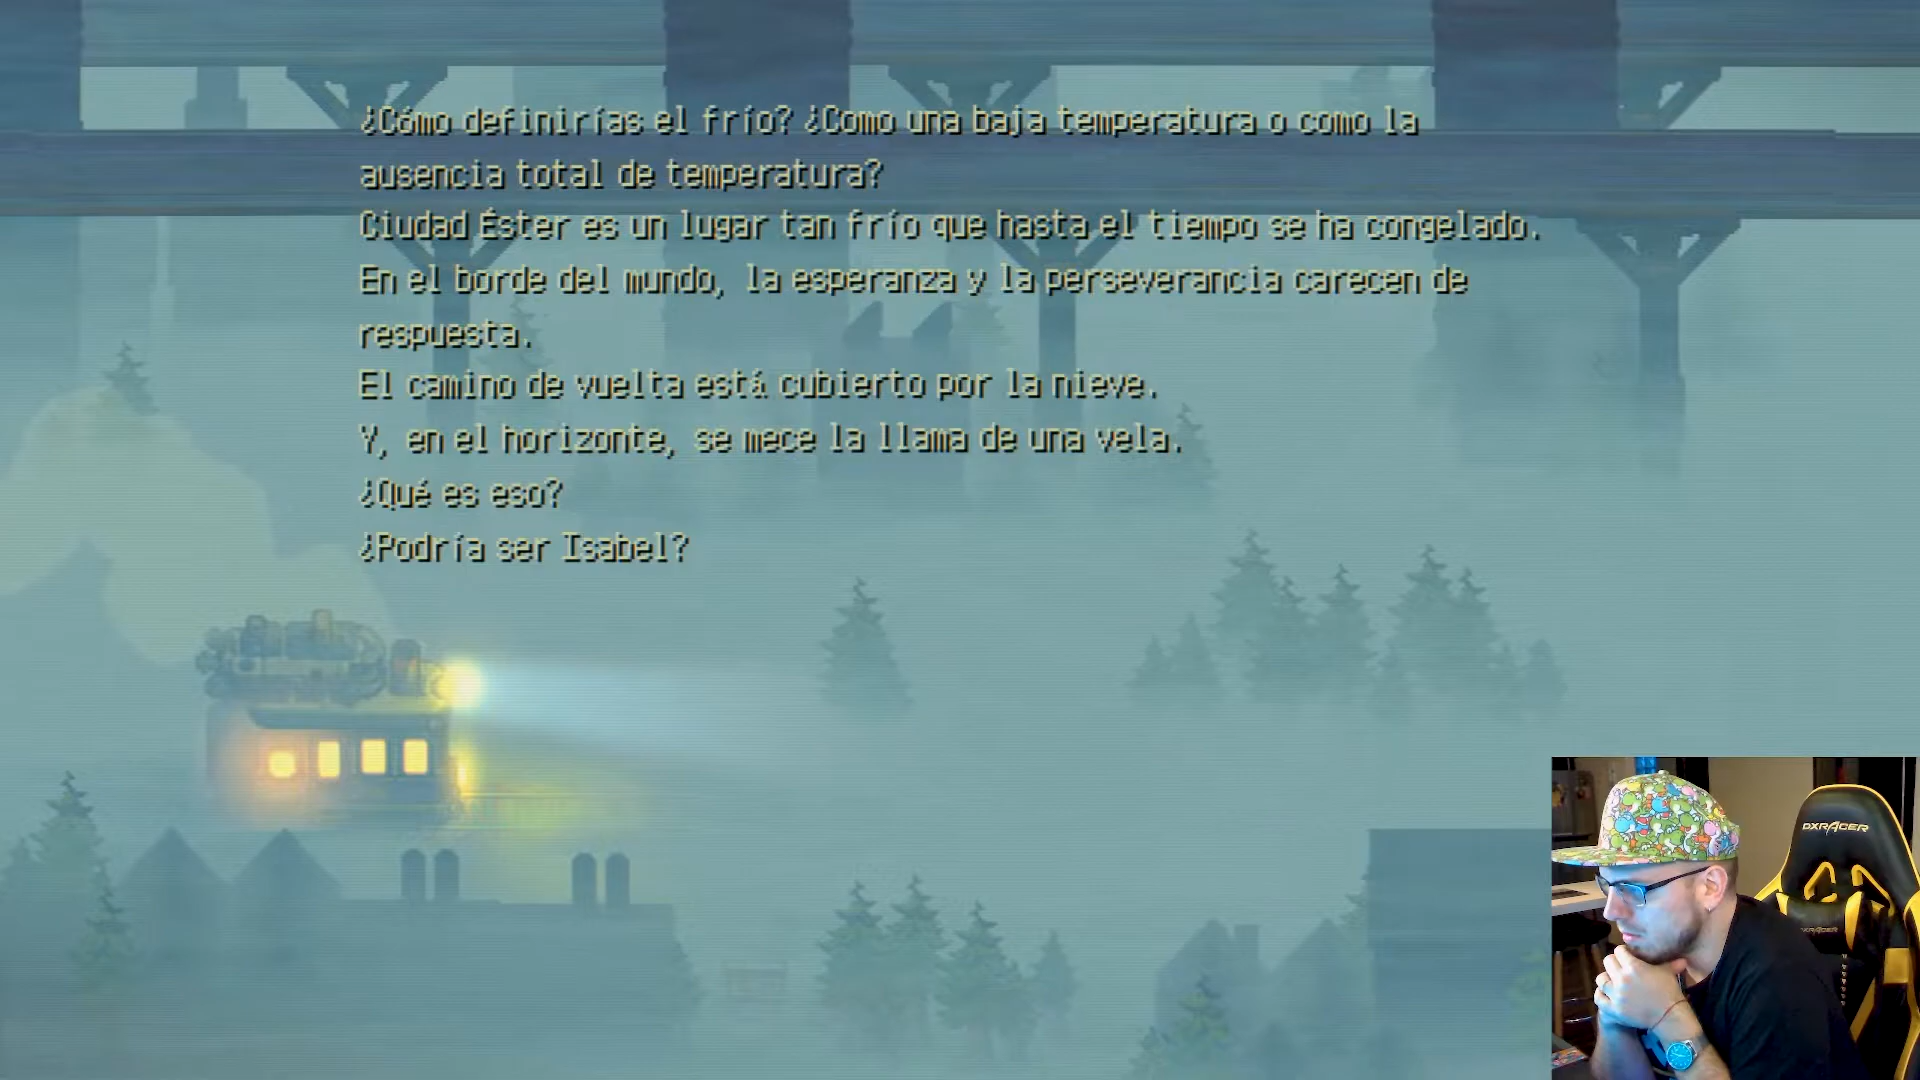 ¿Cómo definirías el frío? ¿Como una baja temperatura o como la
ausencia total de temperatura?
Ciudad Éster es un lugar tan frío que hasta el tiempo se ha congelado.
En el borde del mundo, la esperanza y la perseverancia carecen de
respuesta.
El camino de vuelta está cubierto por la nieve.
Y, en el horizonte, se mece la llama de una vela.
¿Qué es eso?
¿Podría ser Isabel?
DXRACER